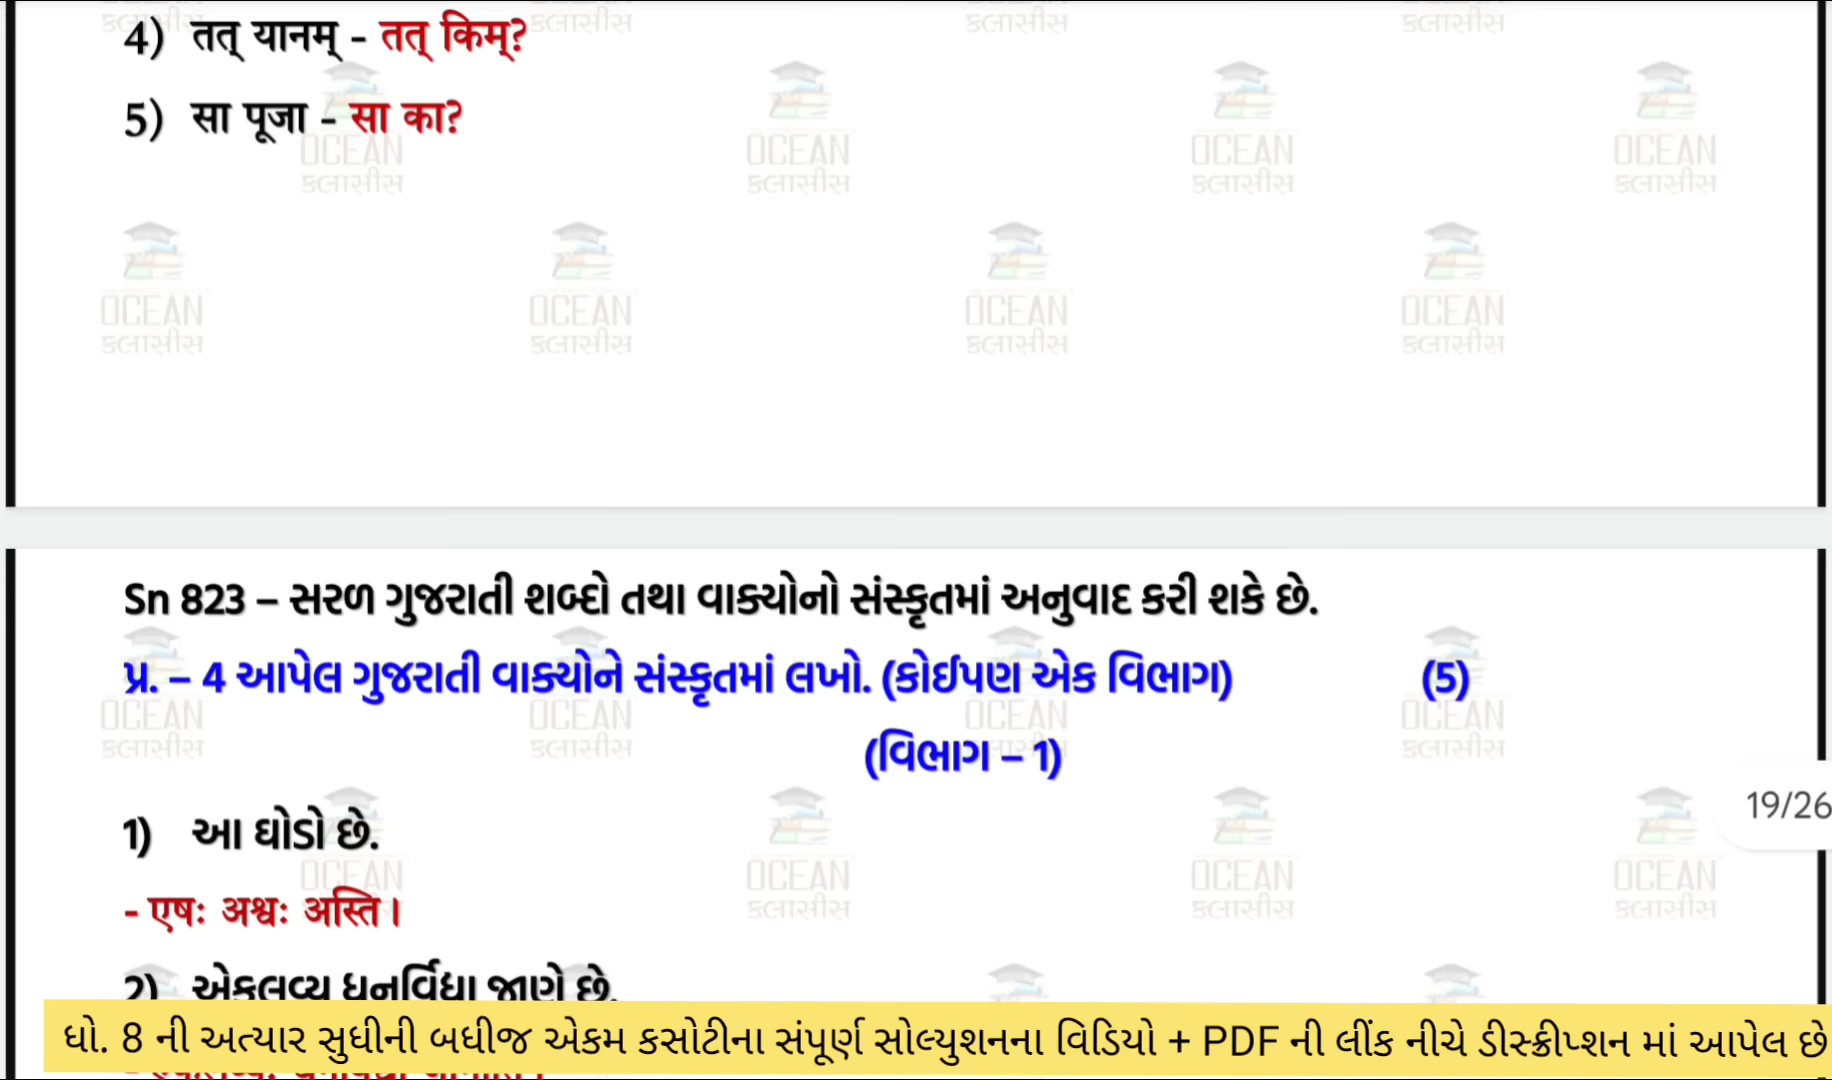 4) तत् यानम् - तत् किम्?
5) सा पूजा - सा का?
Sn 823 – સરળ ગુજરાતી શબ્દો તથા વાક્યોનો સંસ્કૃતમાં અનુવાદ કરી શકે છે.
પ્ર. – 4 આપેલ ગુજરાતી વાક્યોને સંસ્કૃતમાં લખો. (કોઈપણ એક વિભાગ) (5)
(વિભાગ – 1)
19/26
1) આ ઘોડો છે.
- एषः अश्वः अस्ति।
2) એકલવ્ય ધનર્વિદ્યા જાણે છે.
ધો. 8 ની અત્યાર સુધીની બધીજ એકમ કસોટીના સંપૂર્ણ સોલ્યુશનના વિડિયો + PDF ની લીંક નીચે ડીસ્ક્રીપ્શન માં આપેલ છે
OCEAN
ક્લાસીસ